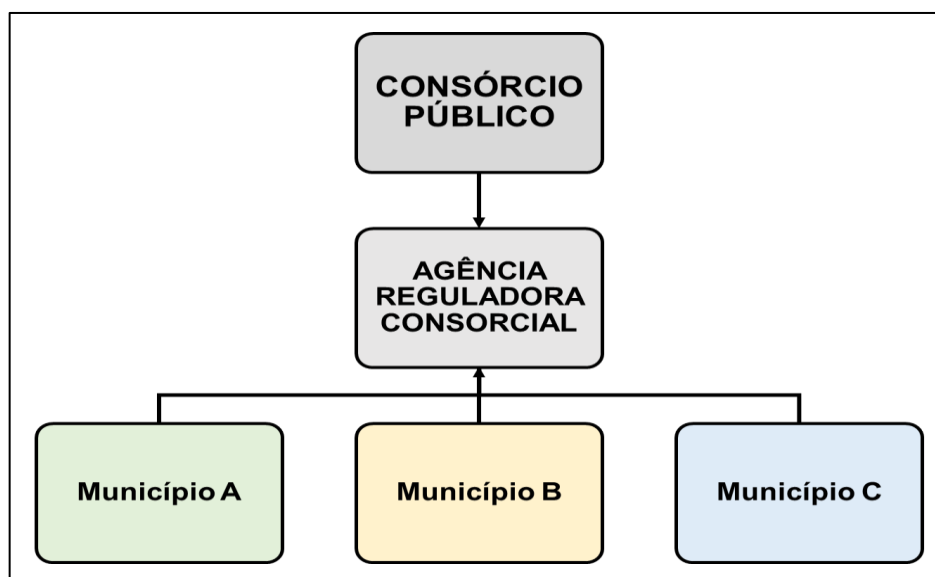 CONSÓRCIO
PÚBLICO
AGÊNCIA
REGULADORA
CONSORCIAL
Município A
Município B
Município C